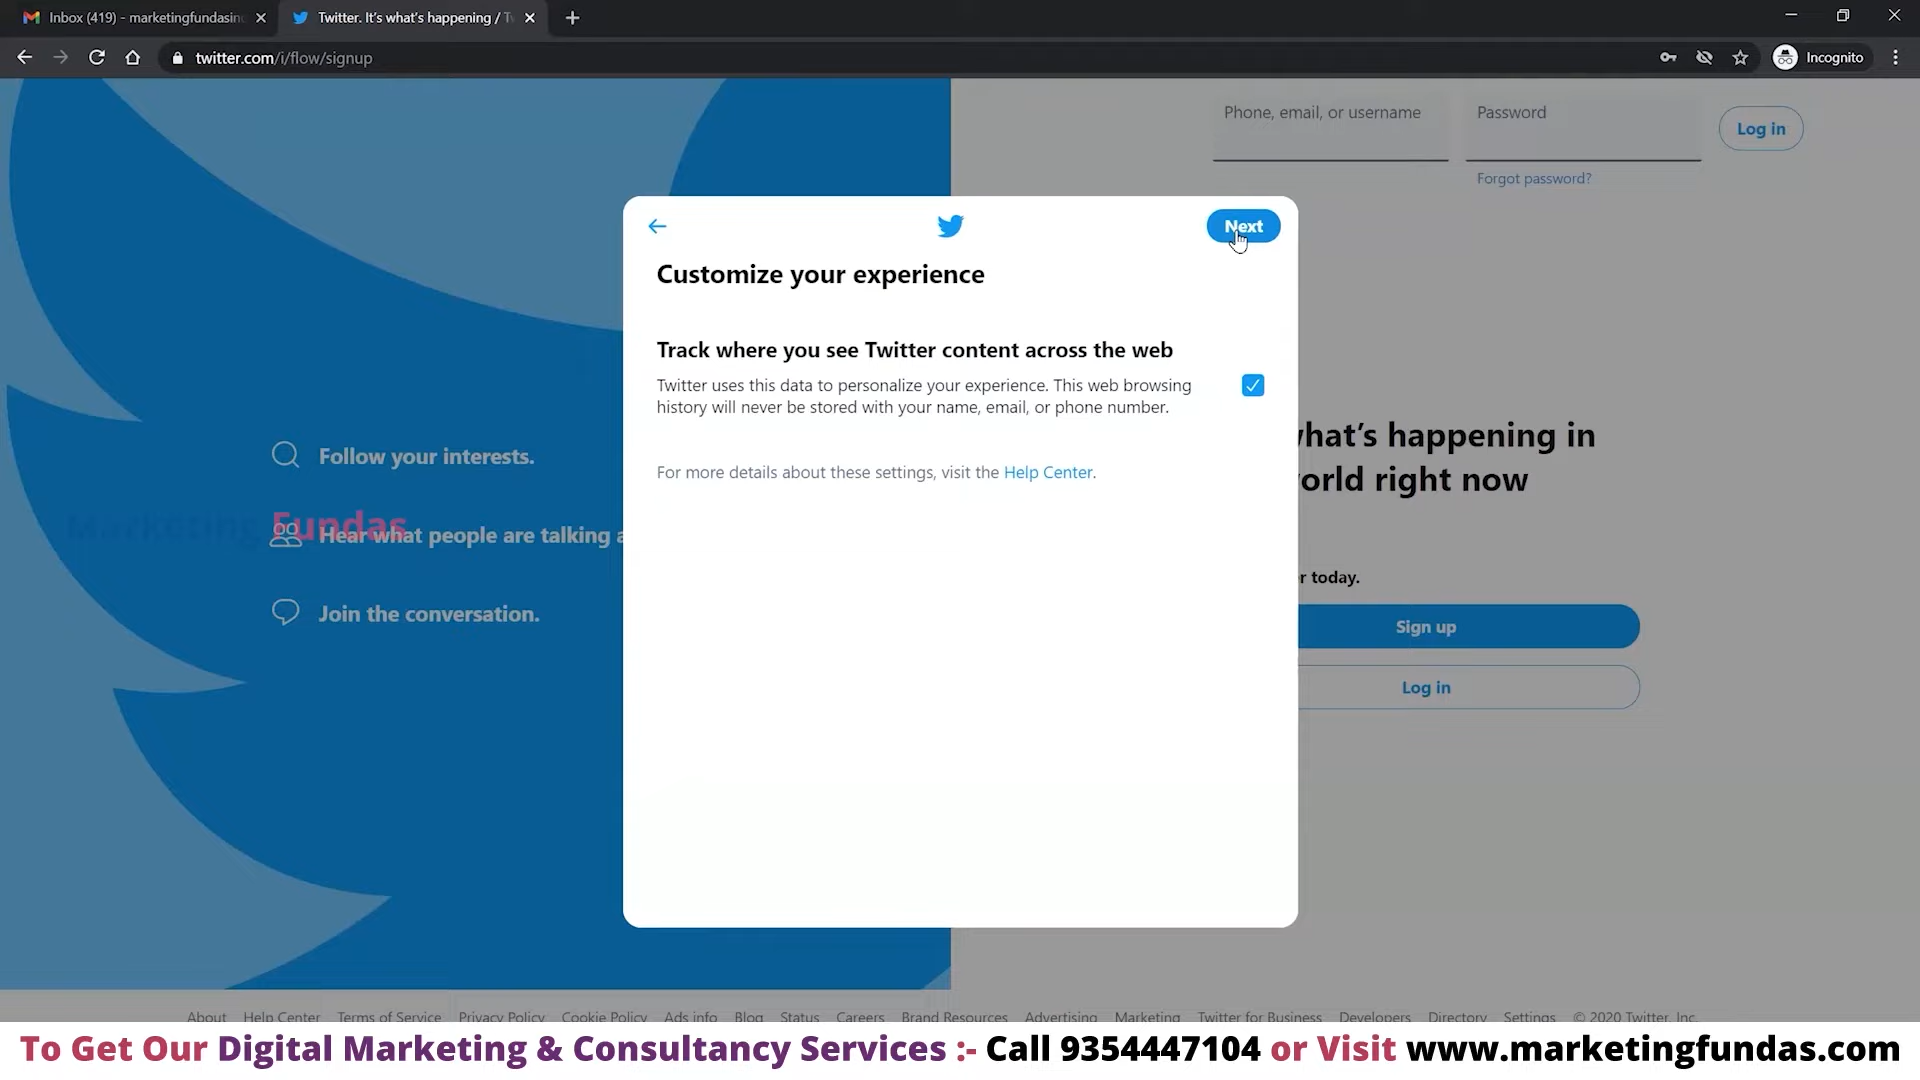 Inbox (419) - marketingfundasin
Twitter. It's what's happening / T
twitter.com/i/flow/signup
Incognito
Phone, email, or username
Password
Log in
Forgot password?
Next
Customize your experience
Track where you see Twitter content across the web
Twitter uses this data to personalize your experience. This web browsing
history will never be stored with your name, email, or phone number.
For more details about these settings, visit the Help Center.
Follow your interests.
Marketing Fundas
Hear what people are talking a
Join the conversation.
hat's happening in
orld right now
r today.
Sign up
Log in
About Help Center Terms of Service Privacy Policy Cookie Policy Ads info Blog Status Careers Brand Resources Advertising Marketing Twitter for Business Developers Directory Settings © 2020 Twitter, Inc.
To Get Our Digital Marketing & Consultancy Services :- Call 9354447104 or Visit www.marketingfundas.com